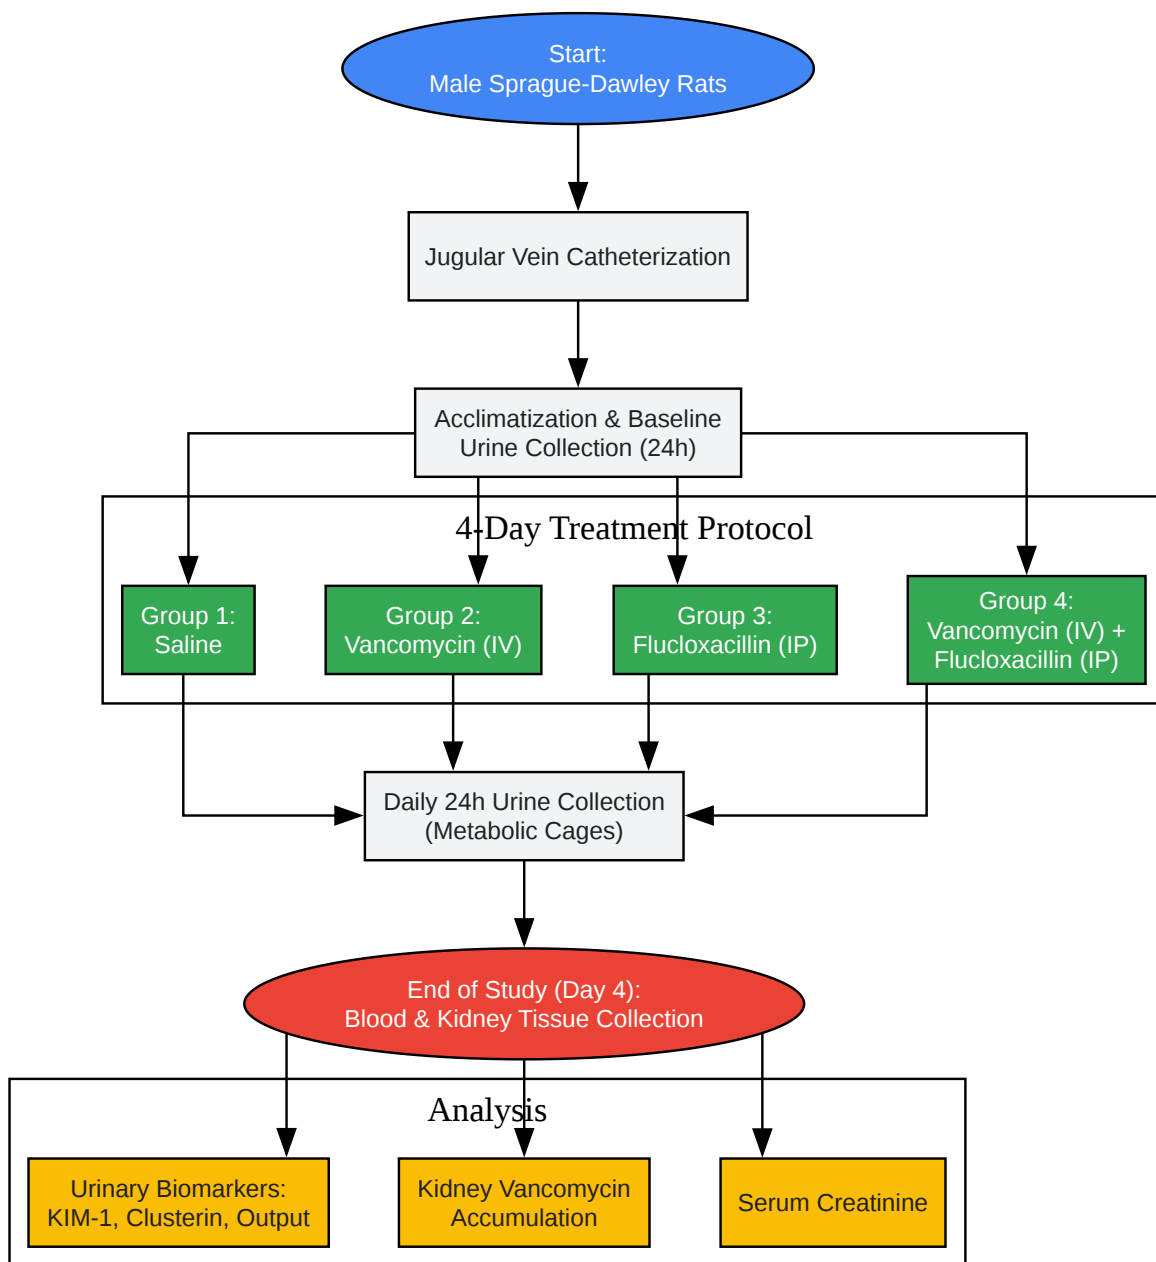 Start:
Male Sprague-Dawley Rats
Jugular Vein Catheterization
Acclimatization & Baseline
Urine Collection (24h)
4-Day Treatment Protocol
Group 1:
Saline
Group 2:
Vancomycin (IV)
Group 3:
Flucloxacillin (IP)
Group 4:
Vancomycin (IV) +
Flucloxacillin (IP)
Daily 24h Urine Collection
(Metabolic Cages)
End of Study (Day 4):
Blood & Kidney Tissue Collection
Analysis
Urinary Biomarkers:
KIM-1, Clusterin, Output
Kidney Vancomycin
Accumulation
Serum Creatinine